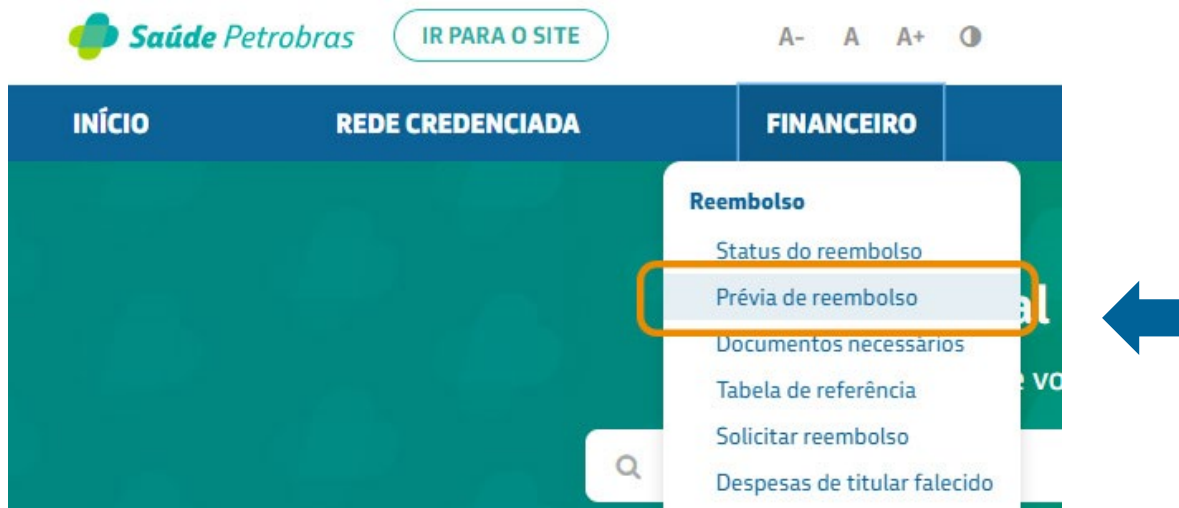 Saúde Petrobras IR PARA O SITE A- A A+
INÍCIO REDE CREDENCIADA FINANCEIRO
Reembolso
Status do reembolso
Prévia de reembolso
Documentos necessários
Tabela de referência
Solicitar reembolso
Despesas de titular falecido